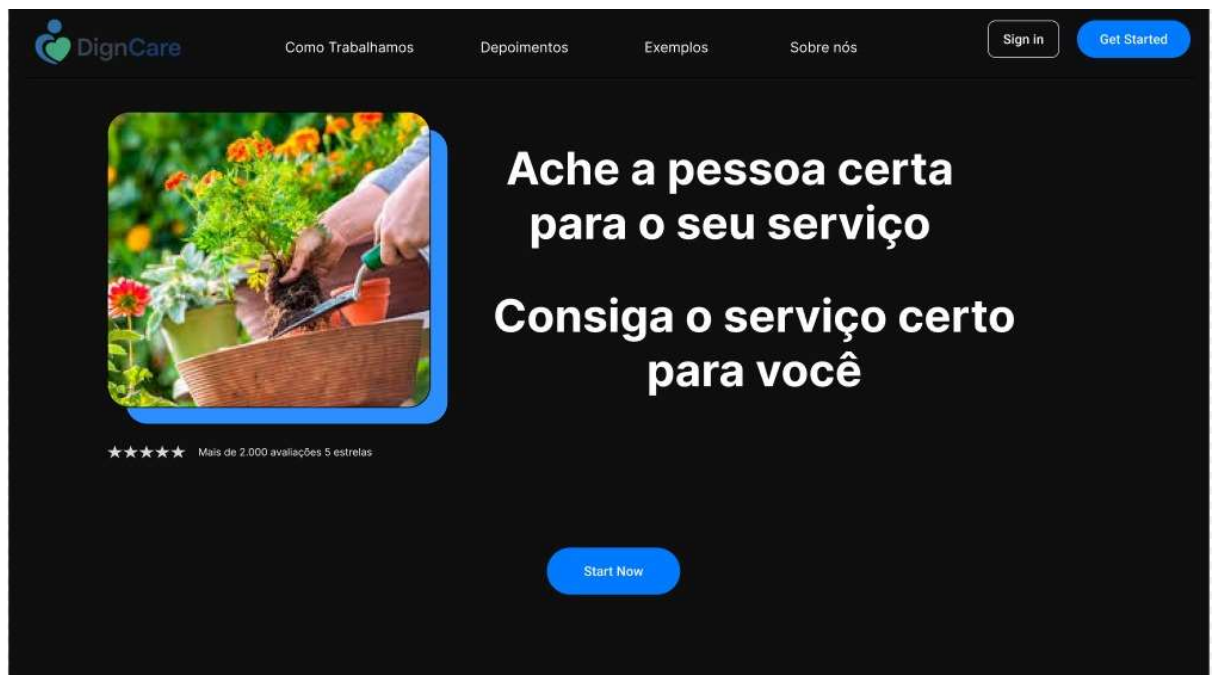 DignCare
Como Trabalhamos
Depoimentos
Exemplos
Sobre nós
Sign in
Get Started
Ache a pessoa certa
para o seu serviço
Consiga o serviço certo
para você
Mais de 2.000 avaliações 5 estrelas
Start Now